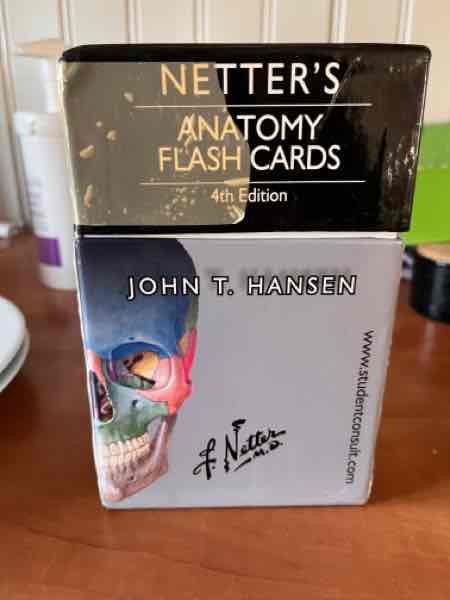 NETTER'S
ANATOMY
FLASH CARDS
4th Edition
JOHN T. HANSEN
www.studentconsult.com
f. Netter
M.D.